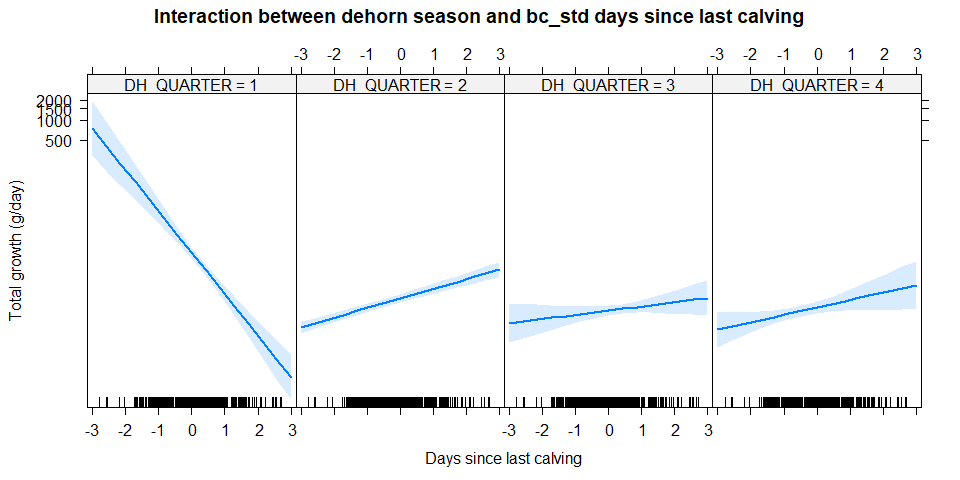 Interaction between dehorn season and bc_std days since last calving
-3 -2 -1 0 1 2 3 -3 -2 -1 0 1 2 3
DH_QUARTER = 1 DH_QUARTER = 2 DH_QUARTER = 3 DH_QUARTER = 4
2000
1500
1000
500
Total growth (g/day)
-3 -2 -1 0 1 2 3 -3 -2 -1 0 1 2 3
Days since last calving